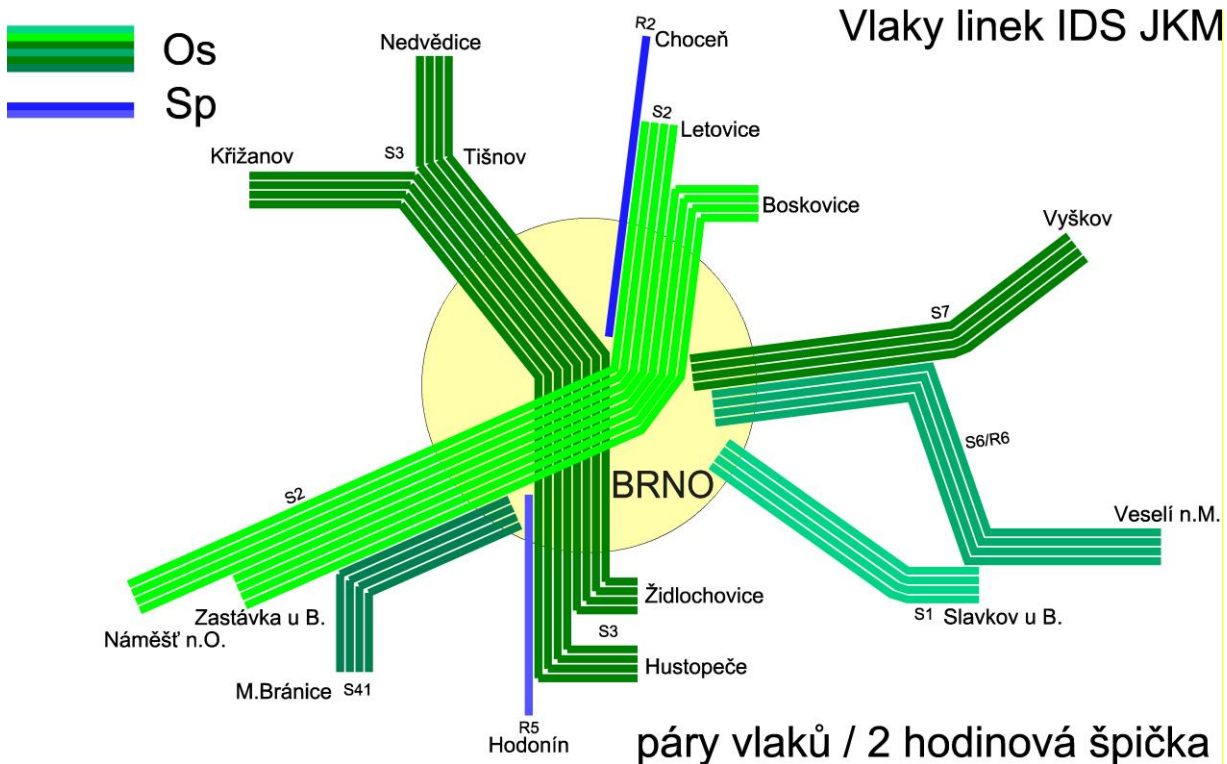 Vlaky linek IDS JKM
Os
Sp
Nedvědice
R2
Choceň
S2
Letovice
Křižanov
S3
Tišnov
Boskovice
Vyškov
S7
S6/R6
S2
BRNO
Veselí n.M.
Židlochovice
S1
Slavkov u B.
Zastávka u B.
Náměšť n.O.
S3
Hustopeče
M.Bránice
S41
R5
Hodonín
páry vlaků / 2 hodinová špička